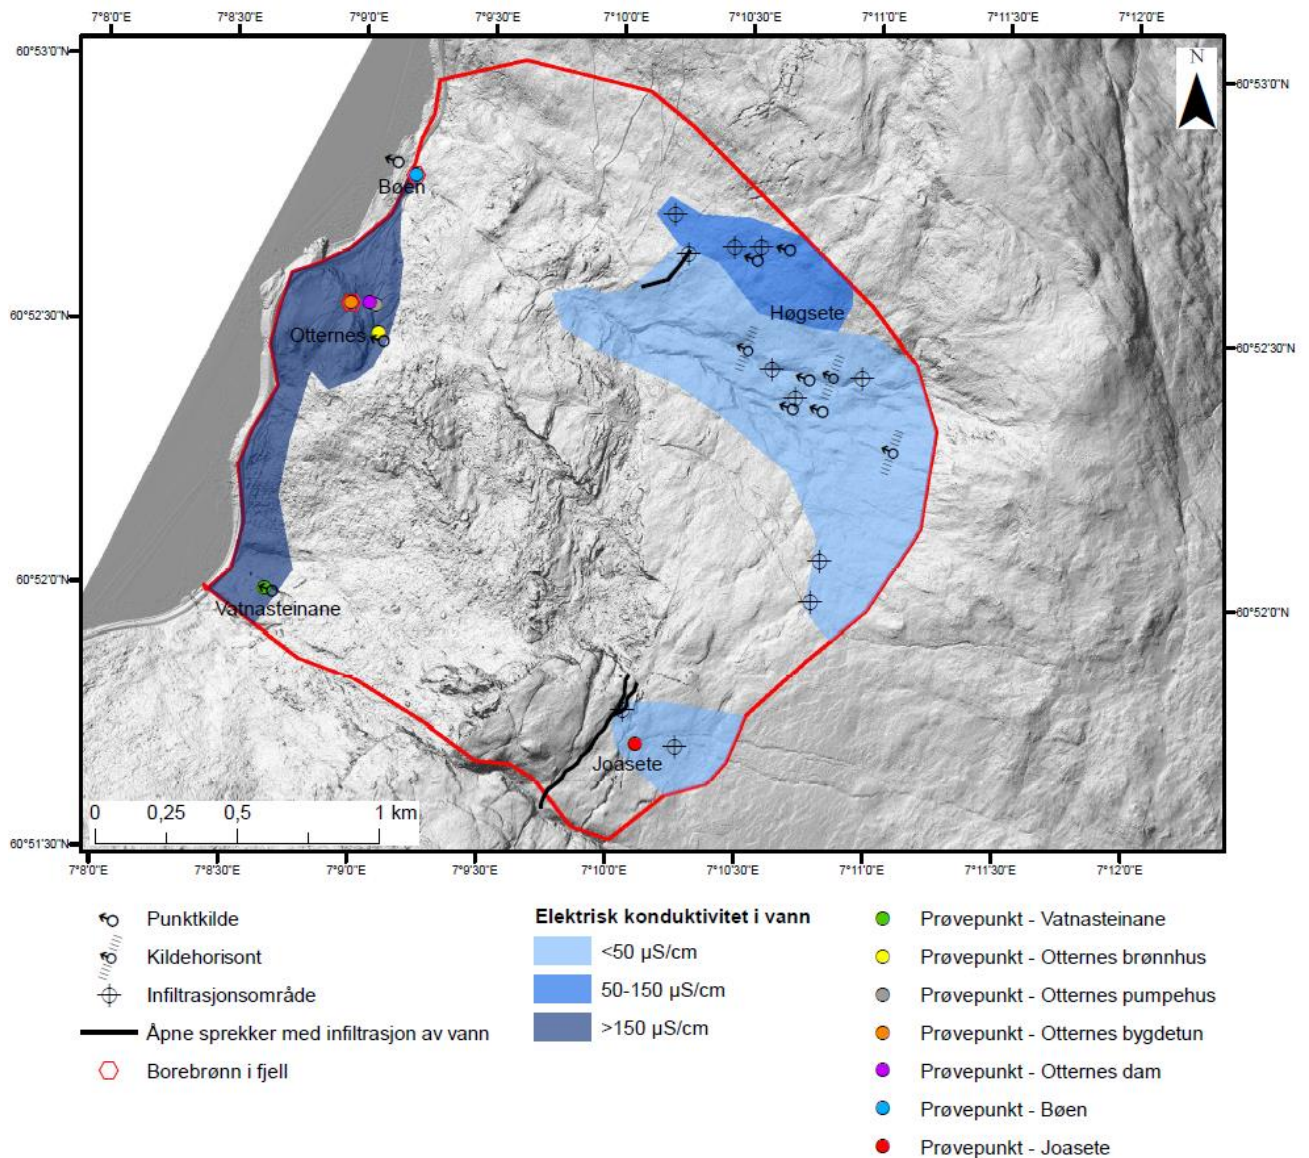 7°8'0"E 7°8'30"E 7°9'0"E 7°9'30"E 7°10'0"E 7°10'30"E 7°11'0"E 7°11'30"E 7°12'0"E
60°53'0"N
60°53'0"N
N
Bøen
60°52'30"N
Høgsete
Otternes
60°52'30"N
60°52'0"N
Vatnasteinane
60°52'0"N
Joasete
0 0,25 0,5 1 km
60°51'30"N
60°51'30"N
7°8'0"E 7°8'30"E 7°9'0"E 7°9'30"E 7°10'0"E 7°10'30"E 7°11'0"E 7°11'30"E 7°12'0"E
Punktkilde
Kildehorisont
Infiltrasjonsområde
Åpne sprekker med infiltrasjon av vann
Borebrønn i fjell
Elektrisk konduktivitet i vann
<50 µS/cm
50-150 µS/cm
>150 µS/cm
Prøvepunkt - Vatnasteinane
Prøvepunkt - Otternes brønnhus
Prøvepunkt - Otternes pumpehus
Prøvepunkt - Otternes bygdetun
Prøvepunkt - Otternes dam
Prøvepunkt - Bøen
Prøvepunkt - Joasete